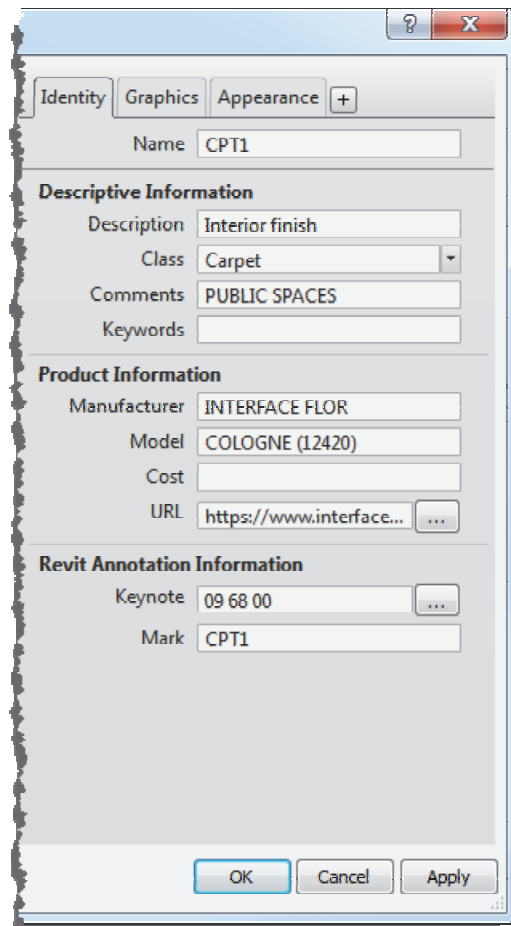 ?
X
Identity Graphics Appearance +
Name CPT1
Descriptive Information
Description Interior finish
Class Carpet
Comments PUBLIC SPACES
Keywords
Product Information
Manufacturer INTERFACE FLOR
Model COLOGNE (12420)
Cost
URL https://www.interface... ...
Revit Annotation Information
Keynote 09 68 00 ...
Mark CPT1
OK Cancel Apply